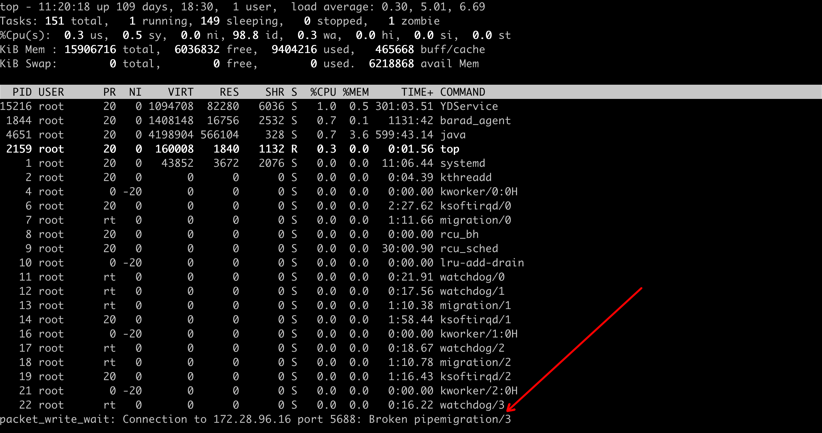 top - 11:20:18 up 109 days, 18:30,  1 user,  load average: 0.30, 5.01, 6.69
Tasks: 151 total,   1 running, 149 sleeping,   0 stopped,   1 zombie
%Cpu(s):  0.3 us,  0.5 sy,  0.0 ni, 98.8 id,  0.3 wa,  0.0 hi,  0.0 si,  0.0 st
KiB Mem : 15906716 total,  6036832 free,  9404216 used,   465668 buff/cache
KiB Swap:        0 total,        0 free,        0 used.  6218868 avail Mem
PID USER      PR  NI    VIRT    RES    SHR S  %CPU %MEM     TIME+ COMMAND
15216 root      20   0 1094708  82280   6036 S   1.0  0.5 301:03.51 YDService
1844 root      20   0 1408148  16756   2532 S   0.7  0.1   1131:42 barad_agent
4651 root      20   0 4198904 566104    328 S   0.7  3.6 599:43.14 java
2159 root      20   0  160008   1840   1132 R   0.3  0.0   0:01.56 top
1 root      20   0   43852   3672   2076 S   0.0  0.0  11:06.44 systemd
2 root      20   0       0      0      0 S   0.0  0.0   0:04.39 kthreadd
4 root       0 -20       0      0      0 S   0.0  0.0   0:00.00 kworker/0:0H
6 root      20   0       0      0      0 S   0.0  0.0   2:27.62 ksoftirqd/0
7 root      rt   0       0      0      0 S   0.0  0.0   1:11.66 migration/0
8 root      20   0       0      0      0 S   0.0  0.0   0:00.00 rcu_bh
9 root      20   0       0      0      0 S   0.0  0.0  30:00.90 rcu_sched
10 root       0 -20       0      0      0 S   0.0  0.0   0:00.00 lru-add-drain
11 root      rt   0       0      0      0 S   0.0  0.0   0:21.91 watchdog/0
12 root      rt   0       0      0      0 S   0.0  0.0   0:17.56 watchdog/1
13 root      rt   0       0      0      0 S   0.0  0.0   1:10.38 migration/1
14 root      20   0       0      0      0 S   0.0  0.0   1:58.44 ksoftirqd/1
16 root       0 -20       0      0      0 S   0.0  0.0   0:00.00 kworker/1:0H
17 root      rt   0       0      0      0 S   0.0  0.0   0:18.67 watchdog/2
18 root      rt   0       0      0      0 S   0.0  0.0   1:10.78 migration/2
19 root      20   0       0      0      0 S   0.0  0.0   1:16.43 ksoftirqd/2
21 root       0 -20       0      0      0 S   0.0  0.0   0:00.00 kworker/2:0H
22 root      rt   0       0      0      0 S   0.0  0.0   0:16.22 watchdog/3
packet_write_wait: Connection to 172.28.96.16 port 5688: Broken pipemigration/3